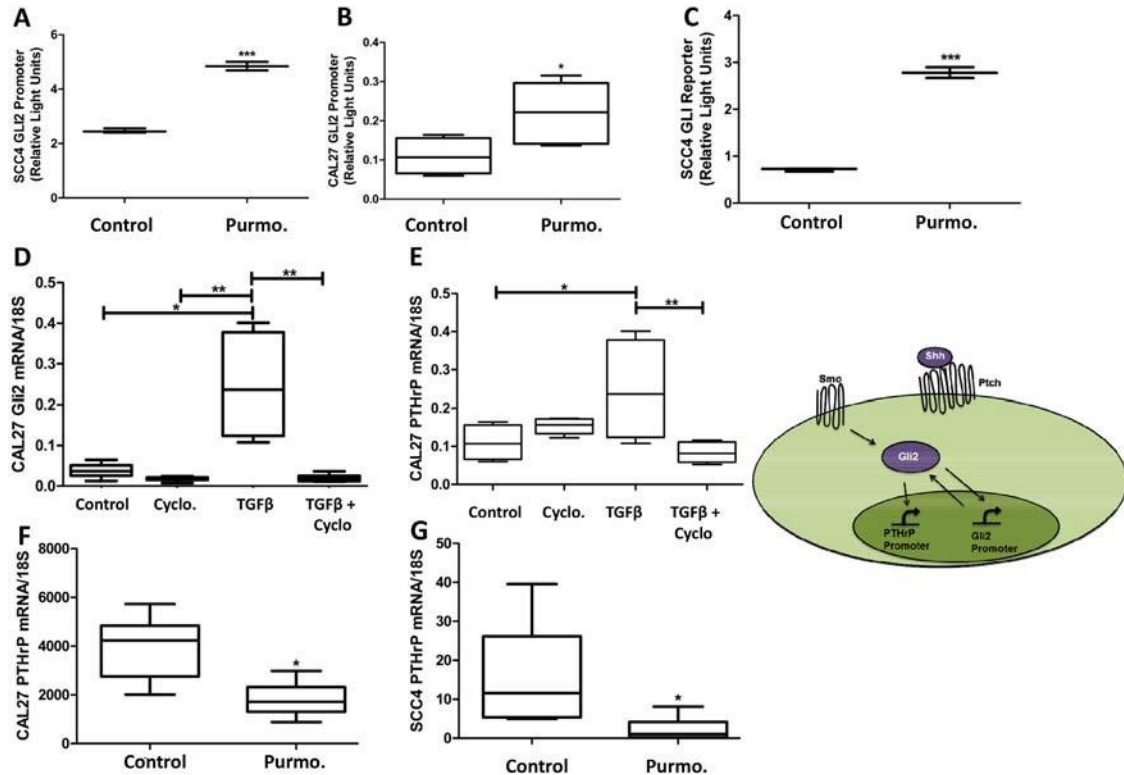 A
SCC4 GLI2 Promoter
(Relative Light Units)
6
4
2
0
Control
Purmo.
***
B
CAL27 GLI2 Promoter
(Relative Light Units)
0.4
0.3
0.2
0.1
0.0
Control
Purmo.
*
C
SCC4 GLI Reporter
(Relative Light Units)
4
3
2
1
0
Control
Purmo.
***
D
CAL27 Gli2 mRNA/18S
0.5
0.4
0.3
0.2
0.1
0.0
**
**
*
Control
Cyclo.
TGFβ
TGFβ +
Cyclo
E
CAL27 PTHrP mRNA/18S
0.5
0.4
0.3
0.2
0.1
0.0
*
**
Control
Cyclo.
TGFβ
TGFβ +
Cyclo
Shh
Smo
Ptch
Gli2
PTHrP
Promoter
Gli2
Promoter
F
CAL27 PTHrP mRNA/18S
8000
6000
4000
2000
0
*
Control
Purmo.
G
SCC4 PTHrP mRNA/18S
50
40
30
20
10
0
*
Control
Purmo.